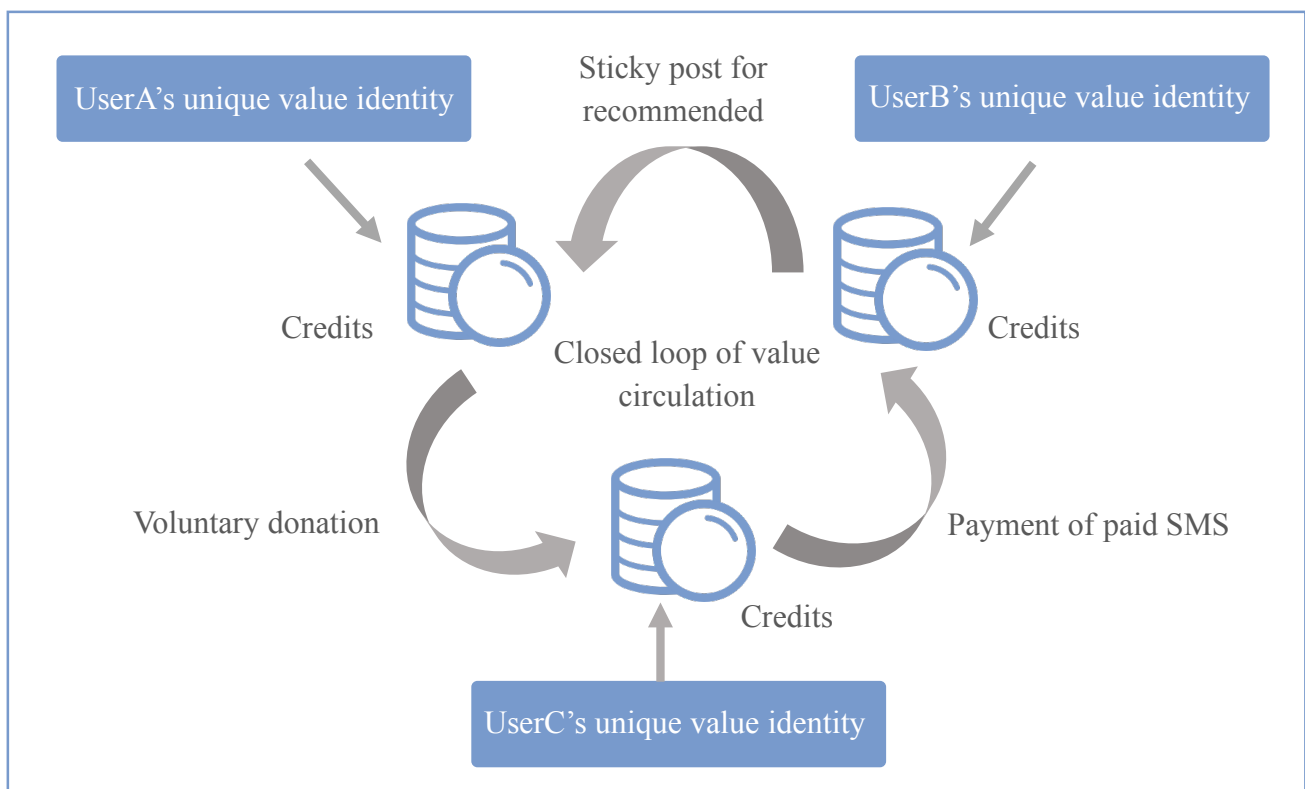 UserA’s unique value identity
Sticky post for
recommended
UserB’s unique value identity
Credits
Closed loop of value
circulation
Credits
Voluntary donation
Payment of paid SMS
Credits
UserC’s unique value identity